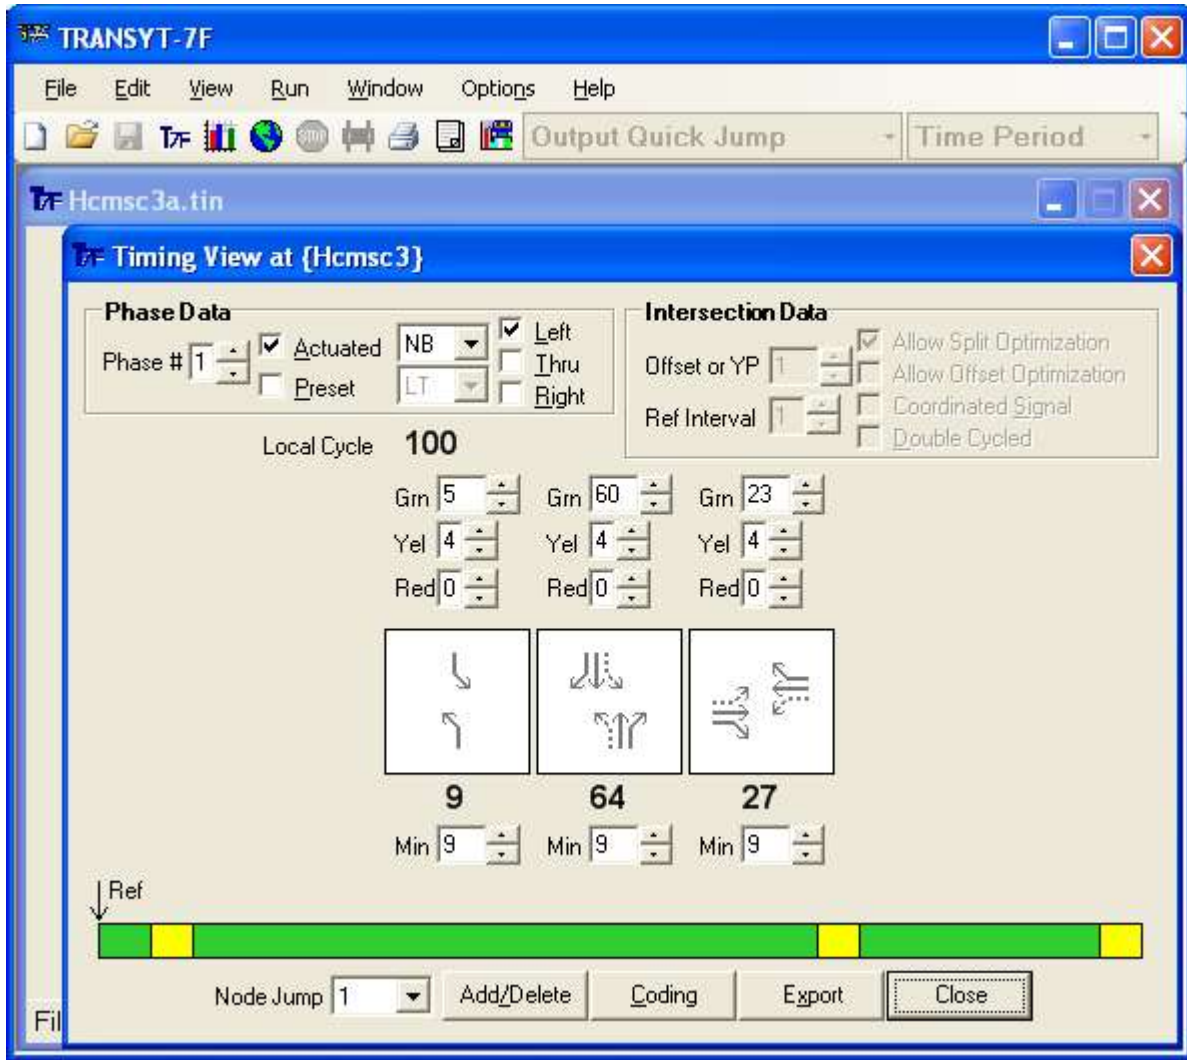 TRANSYT-7F
File Edit View Run Window Options Help
T7F STOP Output Quick Jump Time Period
T7F Hcmsc3a.tin
T7F Timing View at {Hcmsc3}
Phase Data
Phase # 1 Actuated NB Left
Thru
Preset LT Right
Intersection Data
Offset or YP 1 Allow Split Optimization
Allow Offset Optimization
Ref Interval 1 Coordinated Signal
Double Cycled
Local Cycle 100
Grn 5 Grn 60 Grn 23
Yel 4 Yel 4 Yel 4
Red 0 Red 0 Red 0
9 64 27
Min 9 Min 9 Min 9
Ref
Node Jump 1 Add/Delete Coding Export Close
Fil